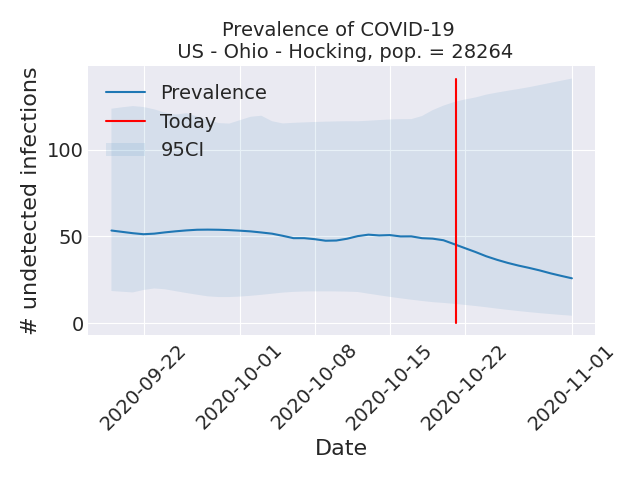 Prevalence of COVID-19
US - Ohio - Hocking, pop. = 28264
# undetected infections
100
50
0
Prevalence
Today
95CI
2020-09-22
2020-10-01
2020-10-08
2020-10-15
2020-10-22
2020-11-01
Date